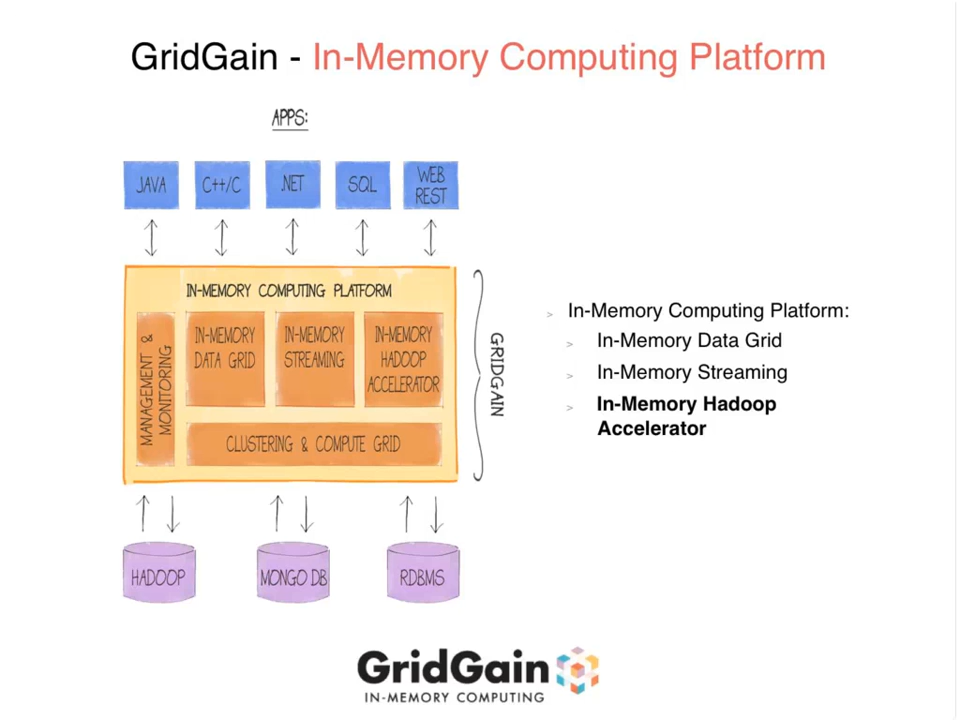 GridGain - In-Memory Computing Platform
APPS:
JAVA
C++/C
.NET
SQL
WEB
REST
IN-MEMORY COMPUTING PLATFORM
MANAGEMENT &
MONITORING
IN-MEMORY
DATA GRID
IN-MEMORY
STREAMING
IN-MEMORY
HADOOP
ACCELERATOR
CLUSTERING & COMPUTE GRID
GRIDGAIN
HADOOP
MONGO DB
RDBMS
> In-Memory Computing Platform:
> In-Memory Data Grid
> In-Memory Streaming
> In-Memory Hadoop
Accelerator
GridGain
IN-MEMORY COMPUTING